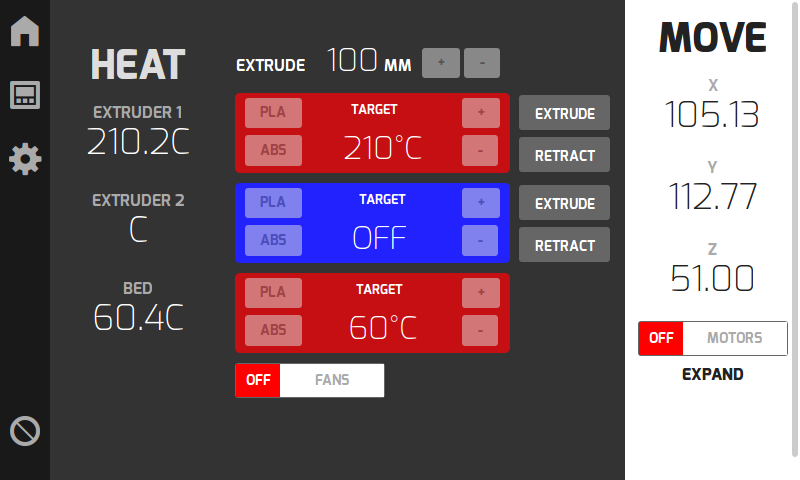 HEAT
EXTRUDE 100 MM + -
EXTRUDER 1
210.2C
PLA TARGET +
ABS 210°C -
EXTRUDE
RETRACT
EXTRUDER 2
C
PLA TARGET +
ABS OFF -
EXTRUDE
RETRACT
BED
60.4C
PLA TARGET +
ABS 60°C -
OFF FANS
MOVE
X
105.13
Y
112.77
Z
51.00
OFF MOTORS
EXPAND